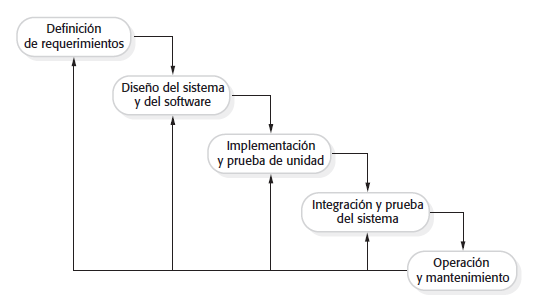 Definición
de requerimientos
Diseño del sistema
y del software
Implementación
y prueba de unidad
Integración y prueba
del sistema
Operación
y mantenimiento